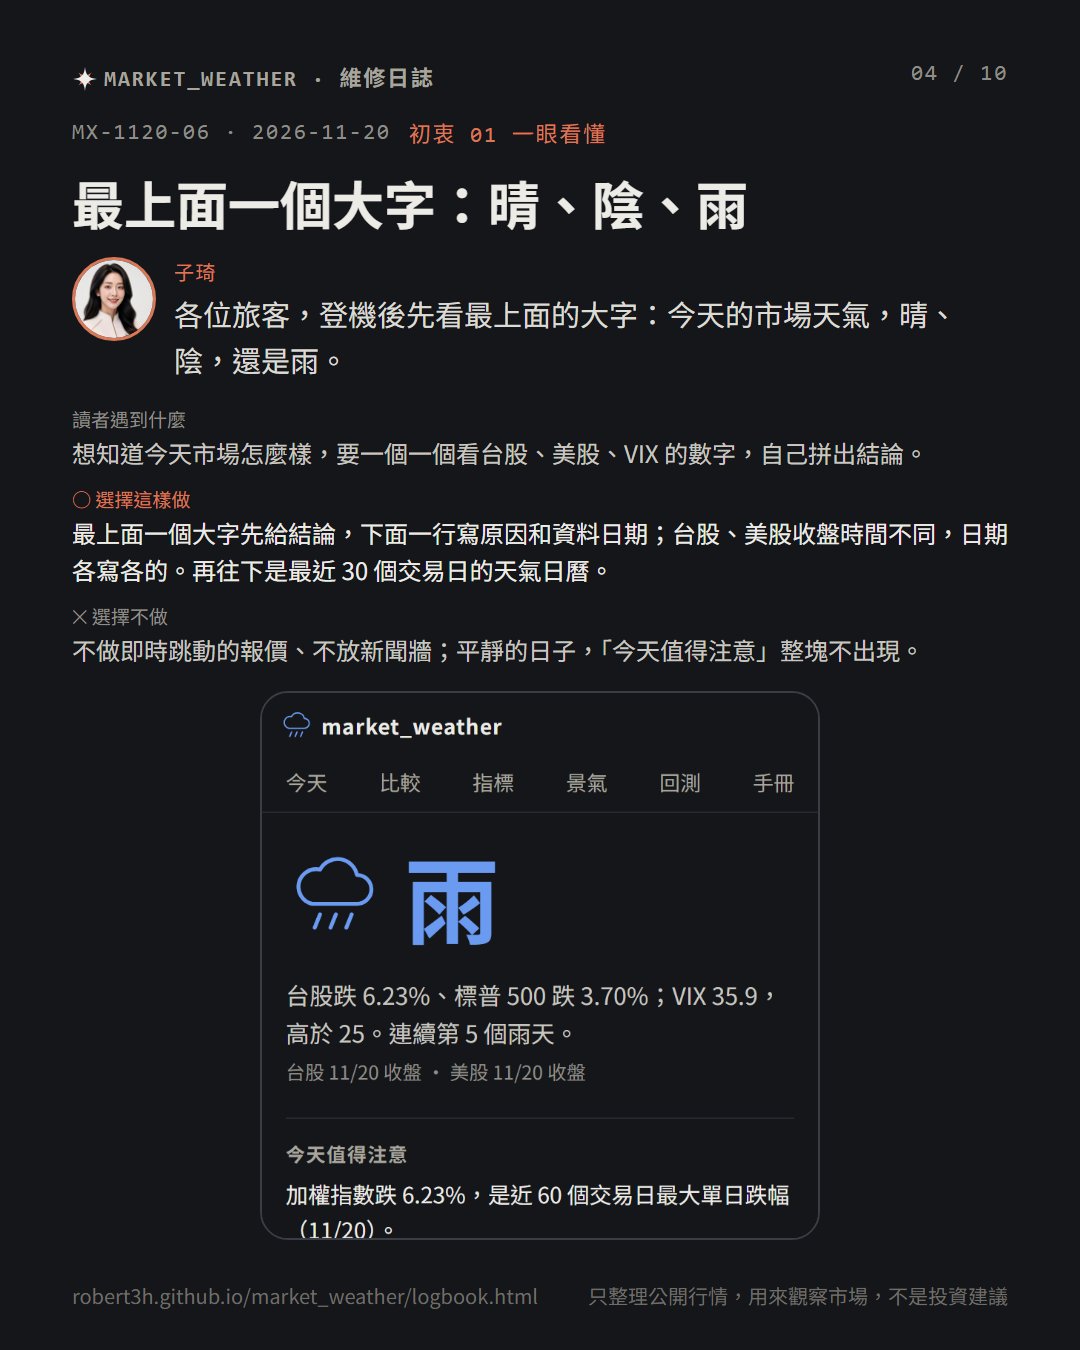 MARKET_WEATHER · 維修日誌
04 / 10
MX-1120-06 · 2026-11-20 初衷 01 一眼看懂
最上面一個大字：晴、陰、雨
子琦
各位旅客，登機後先看最上面的大字：今天的市場天氣，晴、
陰，還是雨。
讀者遇到什麼
想知道今天市場怎麼樣，要一個一個看台股、美股、VIX 的數字，自己拼出結論。
○ 選擇這樣做
最上面一個大字先給結論，下面一行寫原因和資料日期；台股、美股收盤時間不同，日期
各寫各的。再往下是最近 30 個交易日的天氣日曆。
╳ 選擇不做
不做即時跳動的報價、不放新聞牆；平靜的日子，「今天值得注意」整塊不出現。
market_weather
今天 比較 指標 景氣 回測 手冊
雨
台股跌 6.23%、標普 500 跌 3.70%；VIX 35.9，
高於 25。連續第 5 個雨天。
台股 11/20 收盤 · 美股 11/20 收盤
今天值得注意
加權指數跌 6.23%，是近 60 個交易日最大單日跌幅
（11/20）。
robert3h.github.io/market_weather/logbook.html
只整理公開行情，用來觀察市場，不是投資建議